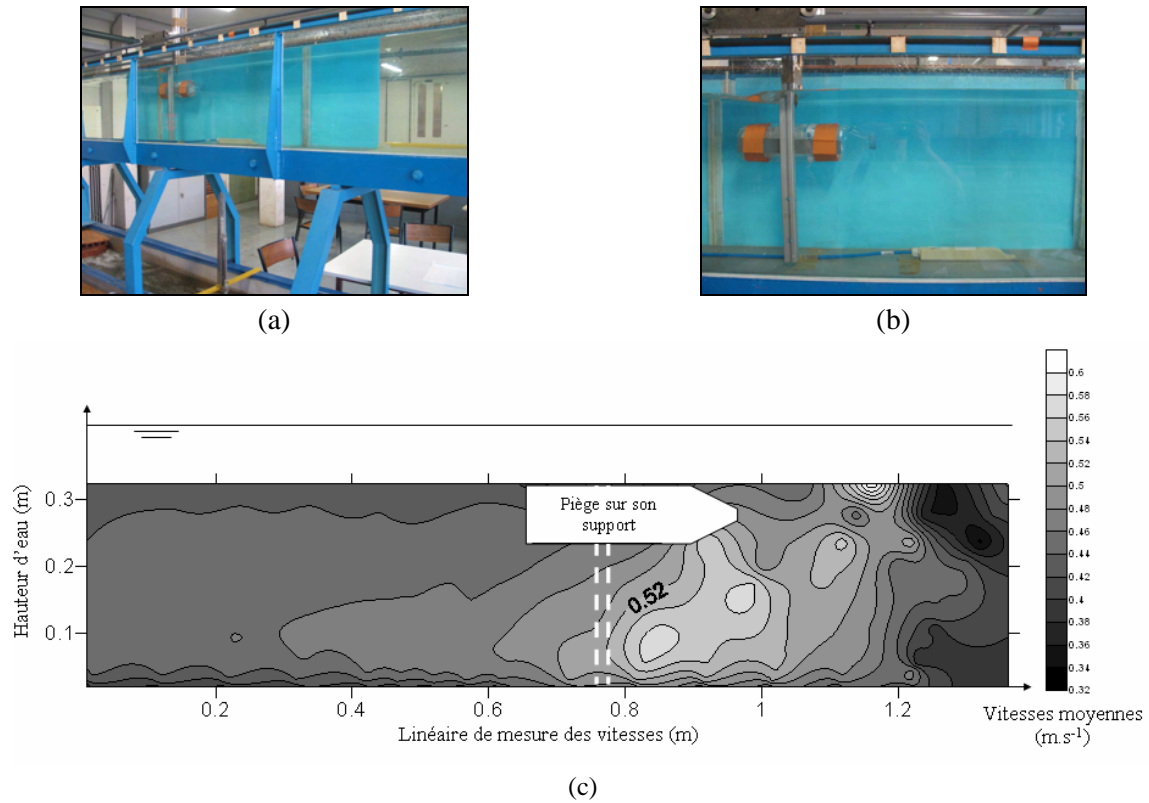 (a)
(b)
Hauteur d'eau (m)
0.3
0.2
0.1
Piège sur son
support
0.52
0.2
0.4
0.6
0.8
1
1.2
Linéaire de mesure des vitesses (m)
0.6
0.58
0.56
0.54
0.52
0.5
0.48
0.46
0.44
0.42
0.4
0.38
0.36
0.34
0.32
Vitesses moyennes
(m.s-1)
(c)